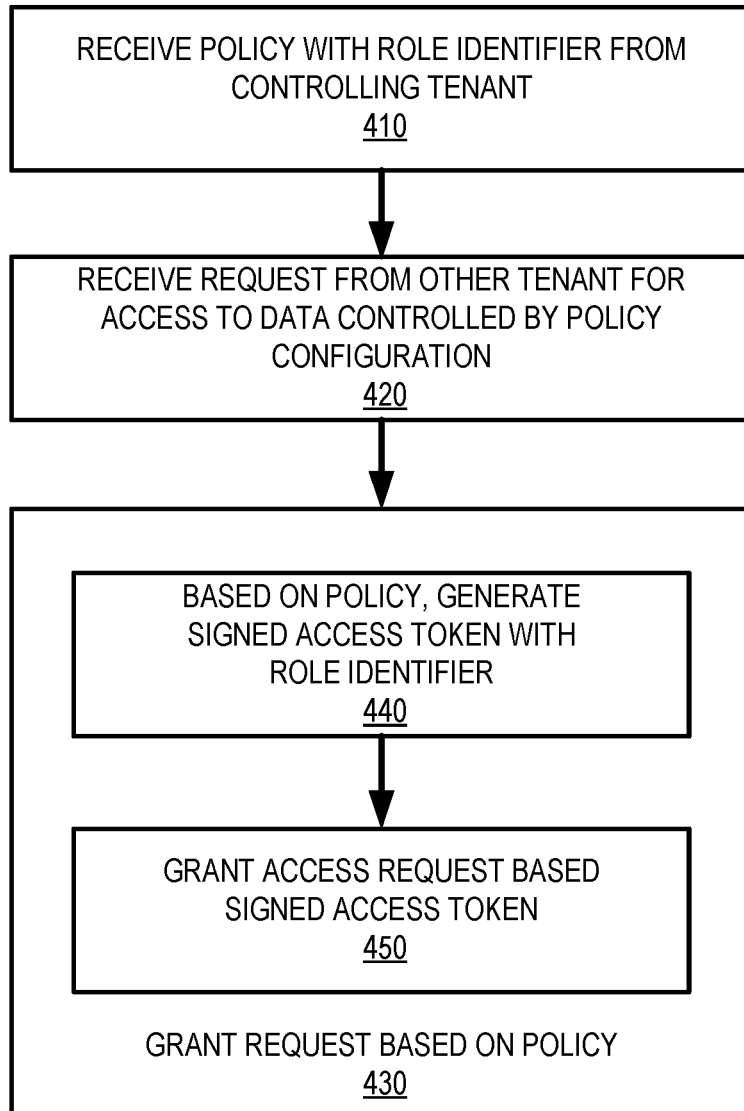 RECEIVE POLICY WITH ROLE IDENTIFIER FROM
CONTROLLING TENANT
410
RECEIVE REQUEST FROM OTHER TENANT FOR
ACCESS TO DATA CONTROLLED BY POLICY
CONFIGURATION
420
BASED ON POLICY, GENERATE
SIGNED ACCESS TOKEN WITH
ROLE IDENTIFIER
440
GRANT ACCESS REQUEST BASED
SIGNED ACCESS TOKEN
450
GRANT REQUEST BASED ON POLICY
430